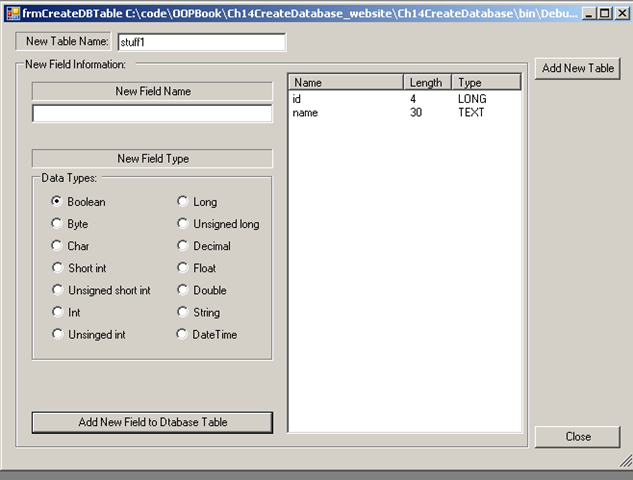 frmCreateDBTable C:\code\OOPBook\Ch14CreateDatabase_website\Ch14CreateDatabase\bin\Debu...
New Table Name: stuff1
Add New Table
New Field Information:
New Field Name
New Field Type
Data Types:
Boolean Long
Byte Unsigned long
Char Decimal
Short int Float
Unsigned short int Double
Int String
Unsinged int DateTime
Add New Field to Dtabase Table
Name Length Type
id 4 LONG
name 30 TEXT
Close